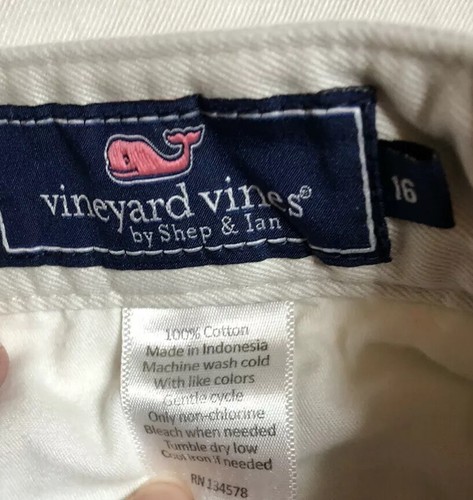 vineyard vines®
by Shep & Ian
16
100% Cotton
Made in Indonesia
Machine wash cold
With like colors
Gentle cycle
Only non-chlorine
Bleach when needed
Tumble dry low
Cool iron if needed
RN 134578